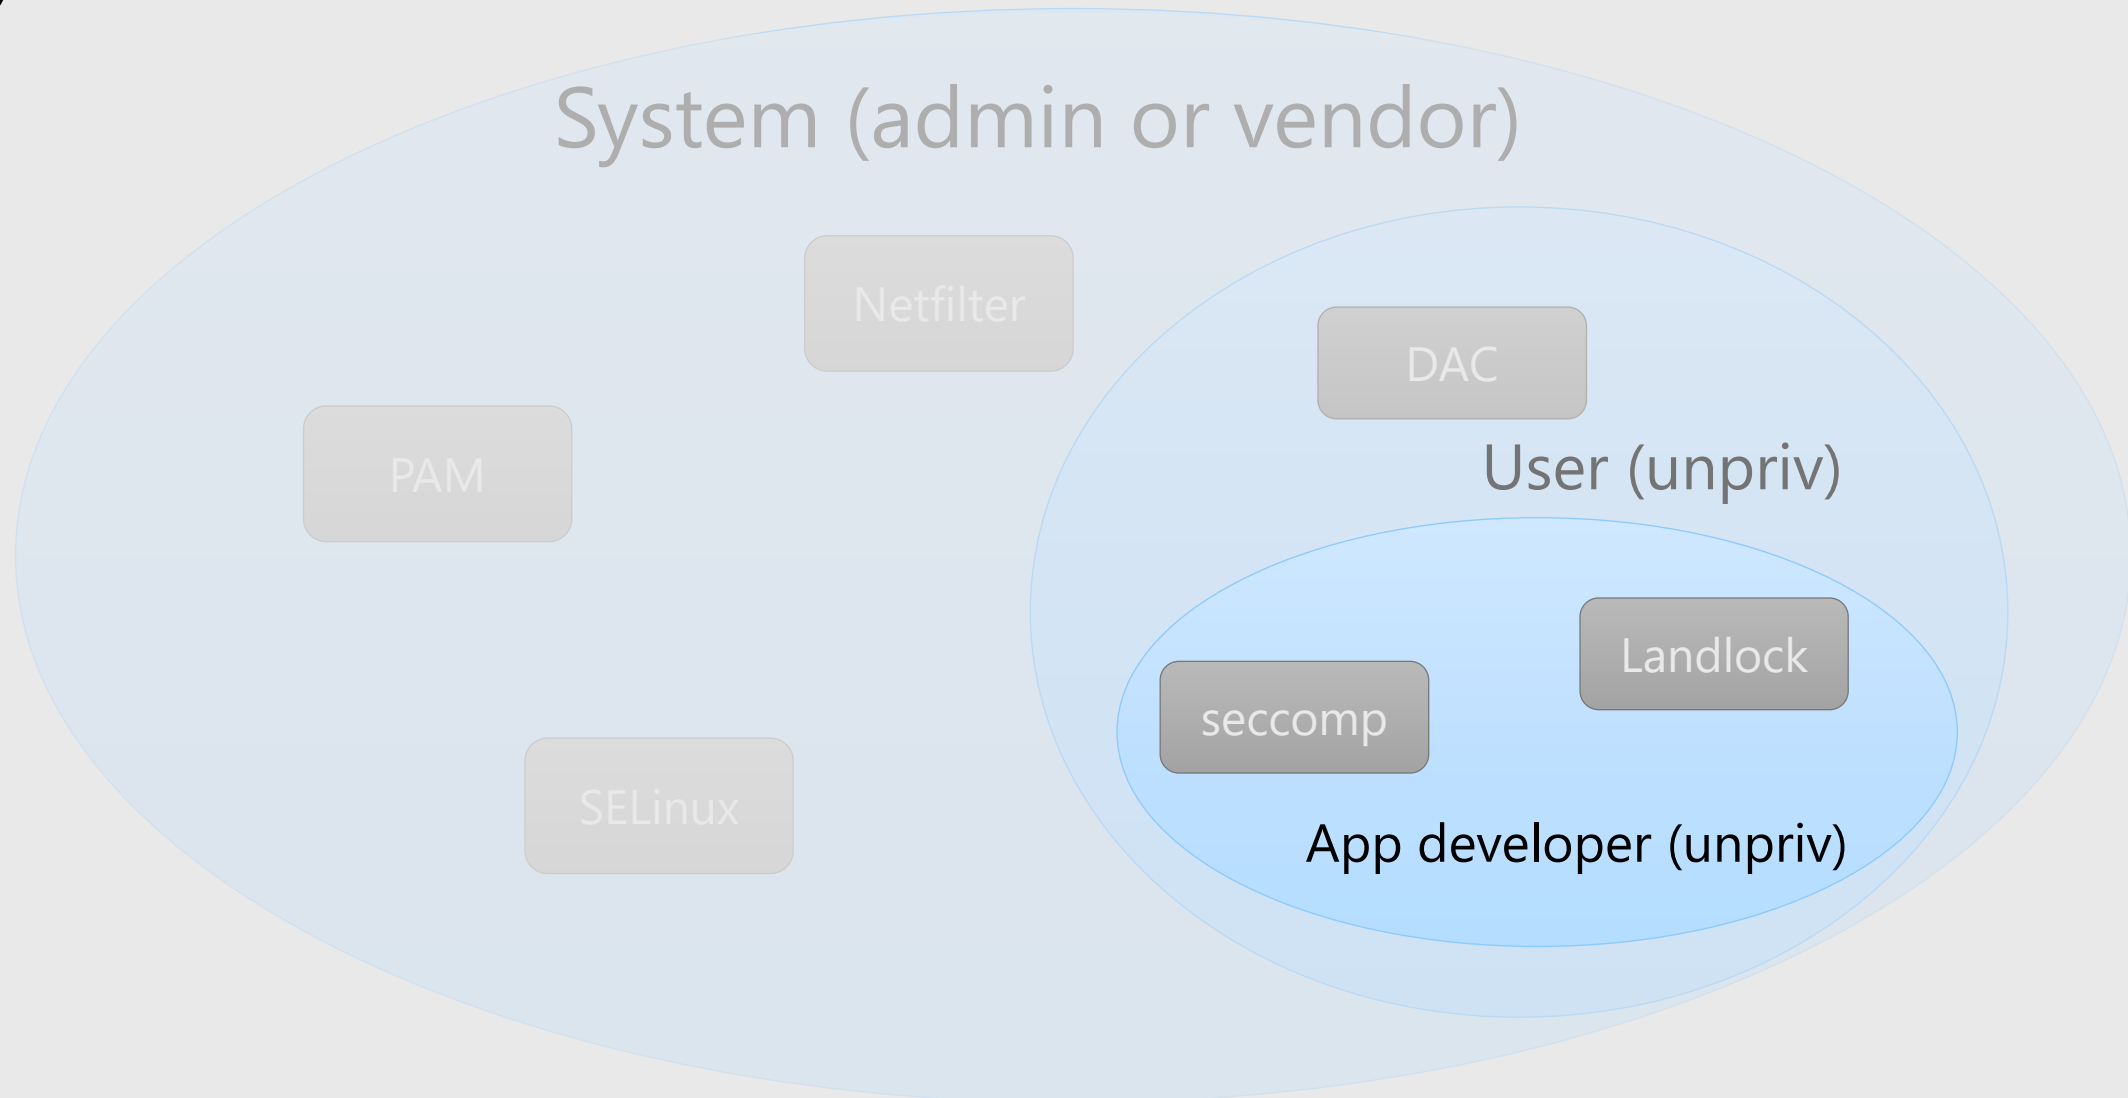 System (admin or vendor)
Netfilter
DAC
PAM
User (unpriv)
Landlock
seccomp
SELinux
App developer (unpriv)